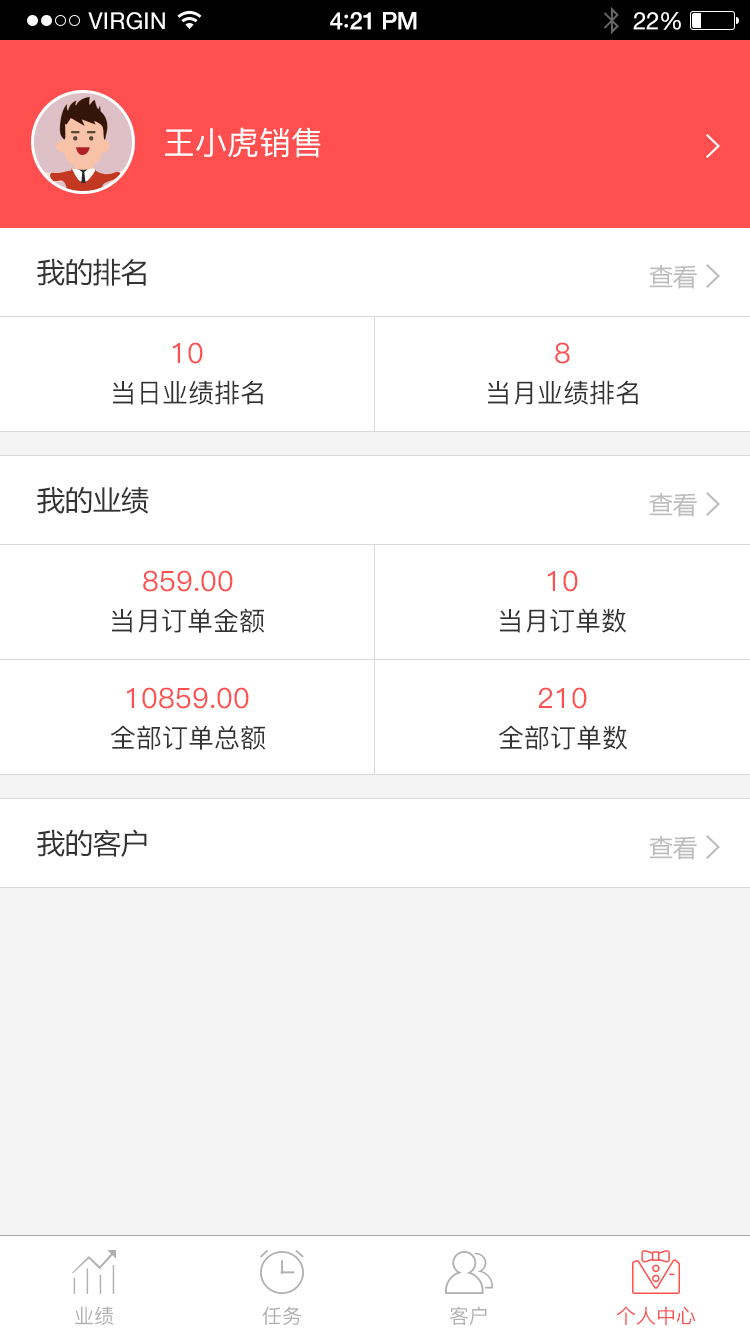 VIRGIN 4:21 PM 22%
王小虎销售
我的排名 查看
10 8
当日业绩排名 当月业绩排名
我的业绩 查看
859.00 10
当月订单金额 当月订单数
10859.00 210
全部订单总额 全部订单数
我的客户 查看
业绩 任务 客户 个人中心